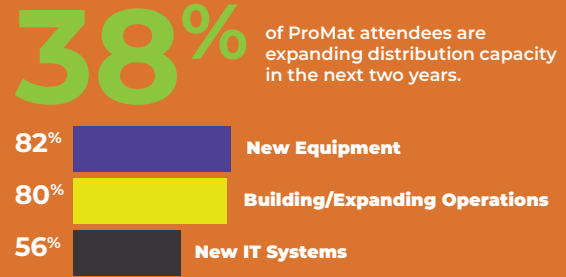 38%
of ProMat attendees are
expanding distribution capacity
in the next two years.
82% New Equipment
80% Building/Expanding Operations
56% New IT Systems